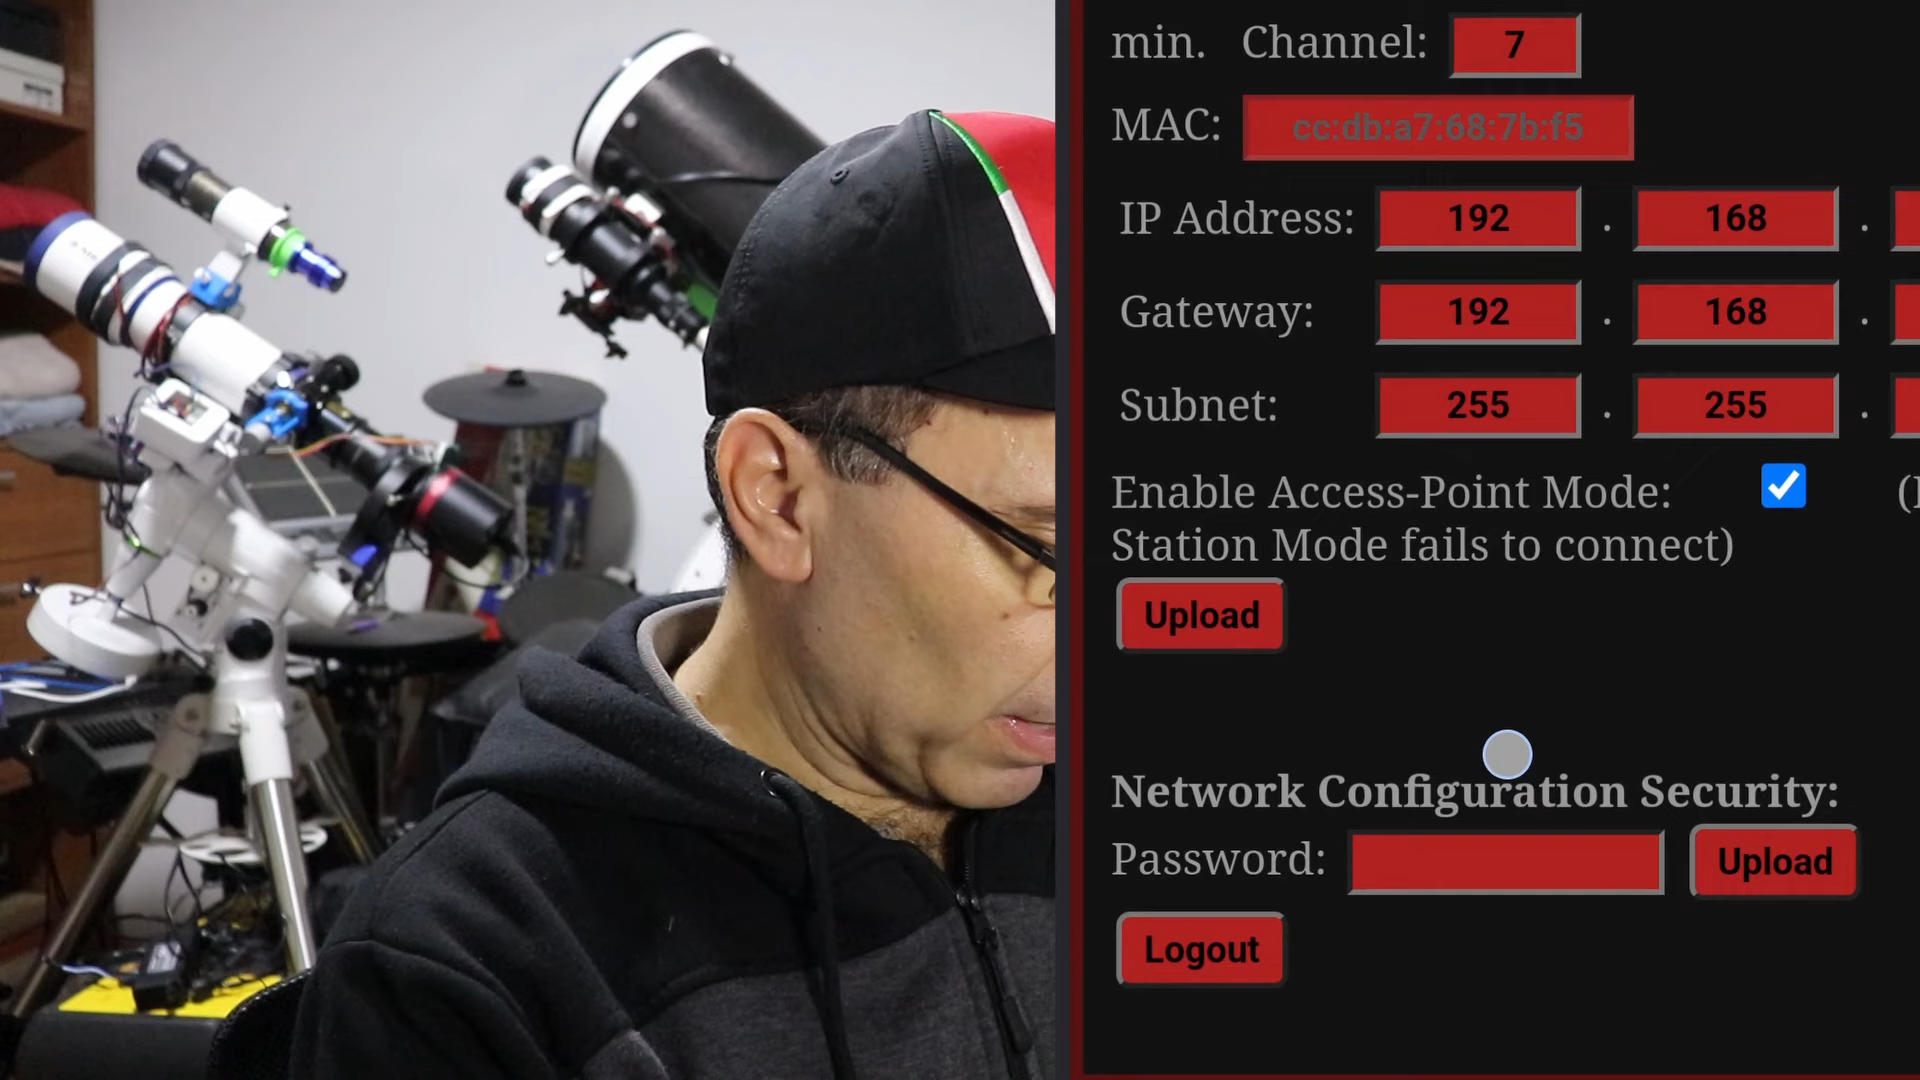 min. Channel: 7
MAC: cc:db:a7:68:7b:f5
IP Address: 192 . 168 .
Gateway: 192 . 168 .
Subnet: 255 . 255 .
Enable Access-Point Mode: (
Station Mode fails to connect)
Upload
Network Configuration Security:
Password: Upload
Logout